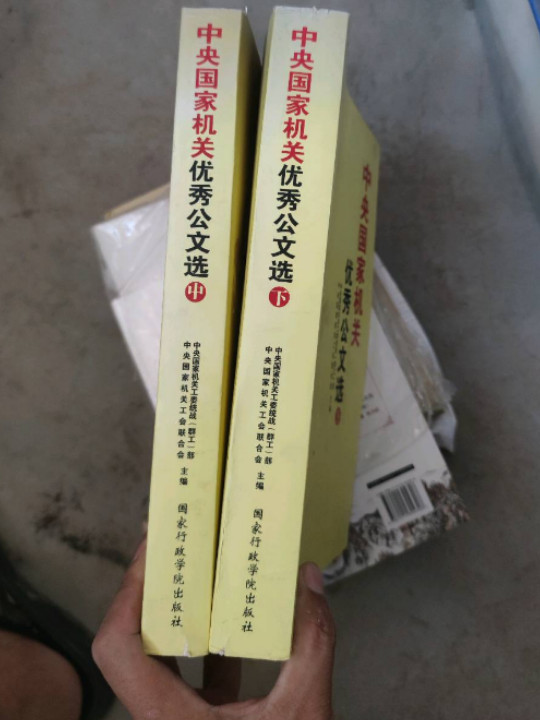 中央国家机关优秀公文选 中
中央国家机关工委统战(群工)部
中央国家机关工会联合会 主编
国家行政学院出版社
中央国家机关优秀公文选 下
中央国家机关工委统战(群工)部
中央国家机关工会联合会 主编
国家行政学院出版社
中央国家机关
优秀公文选